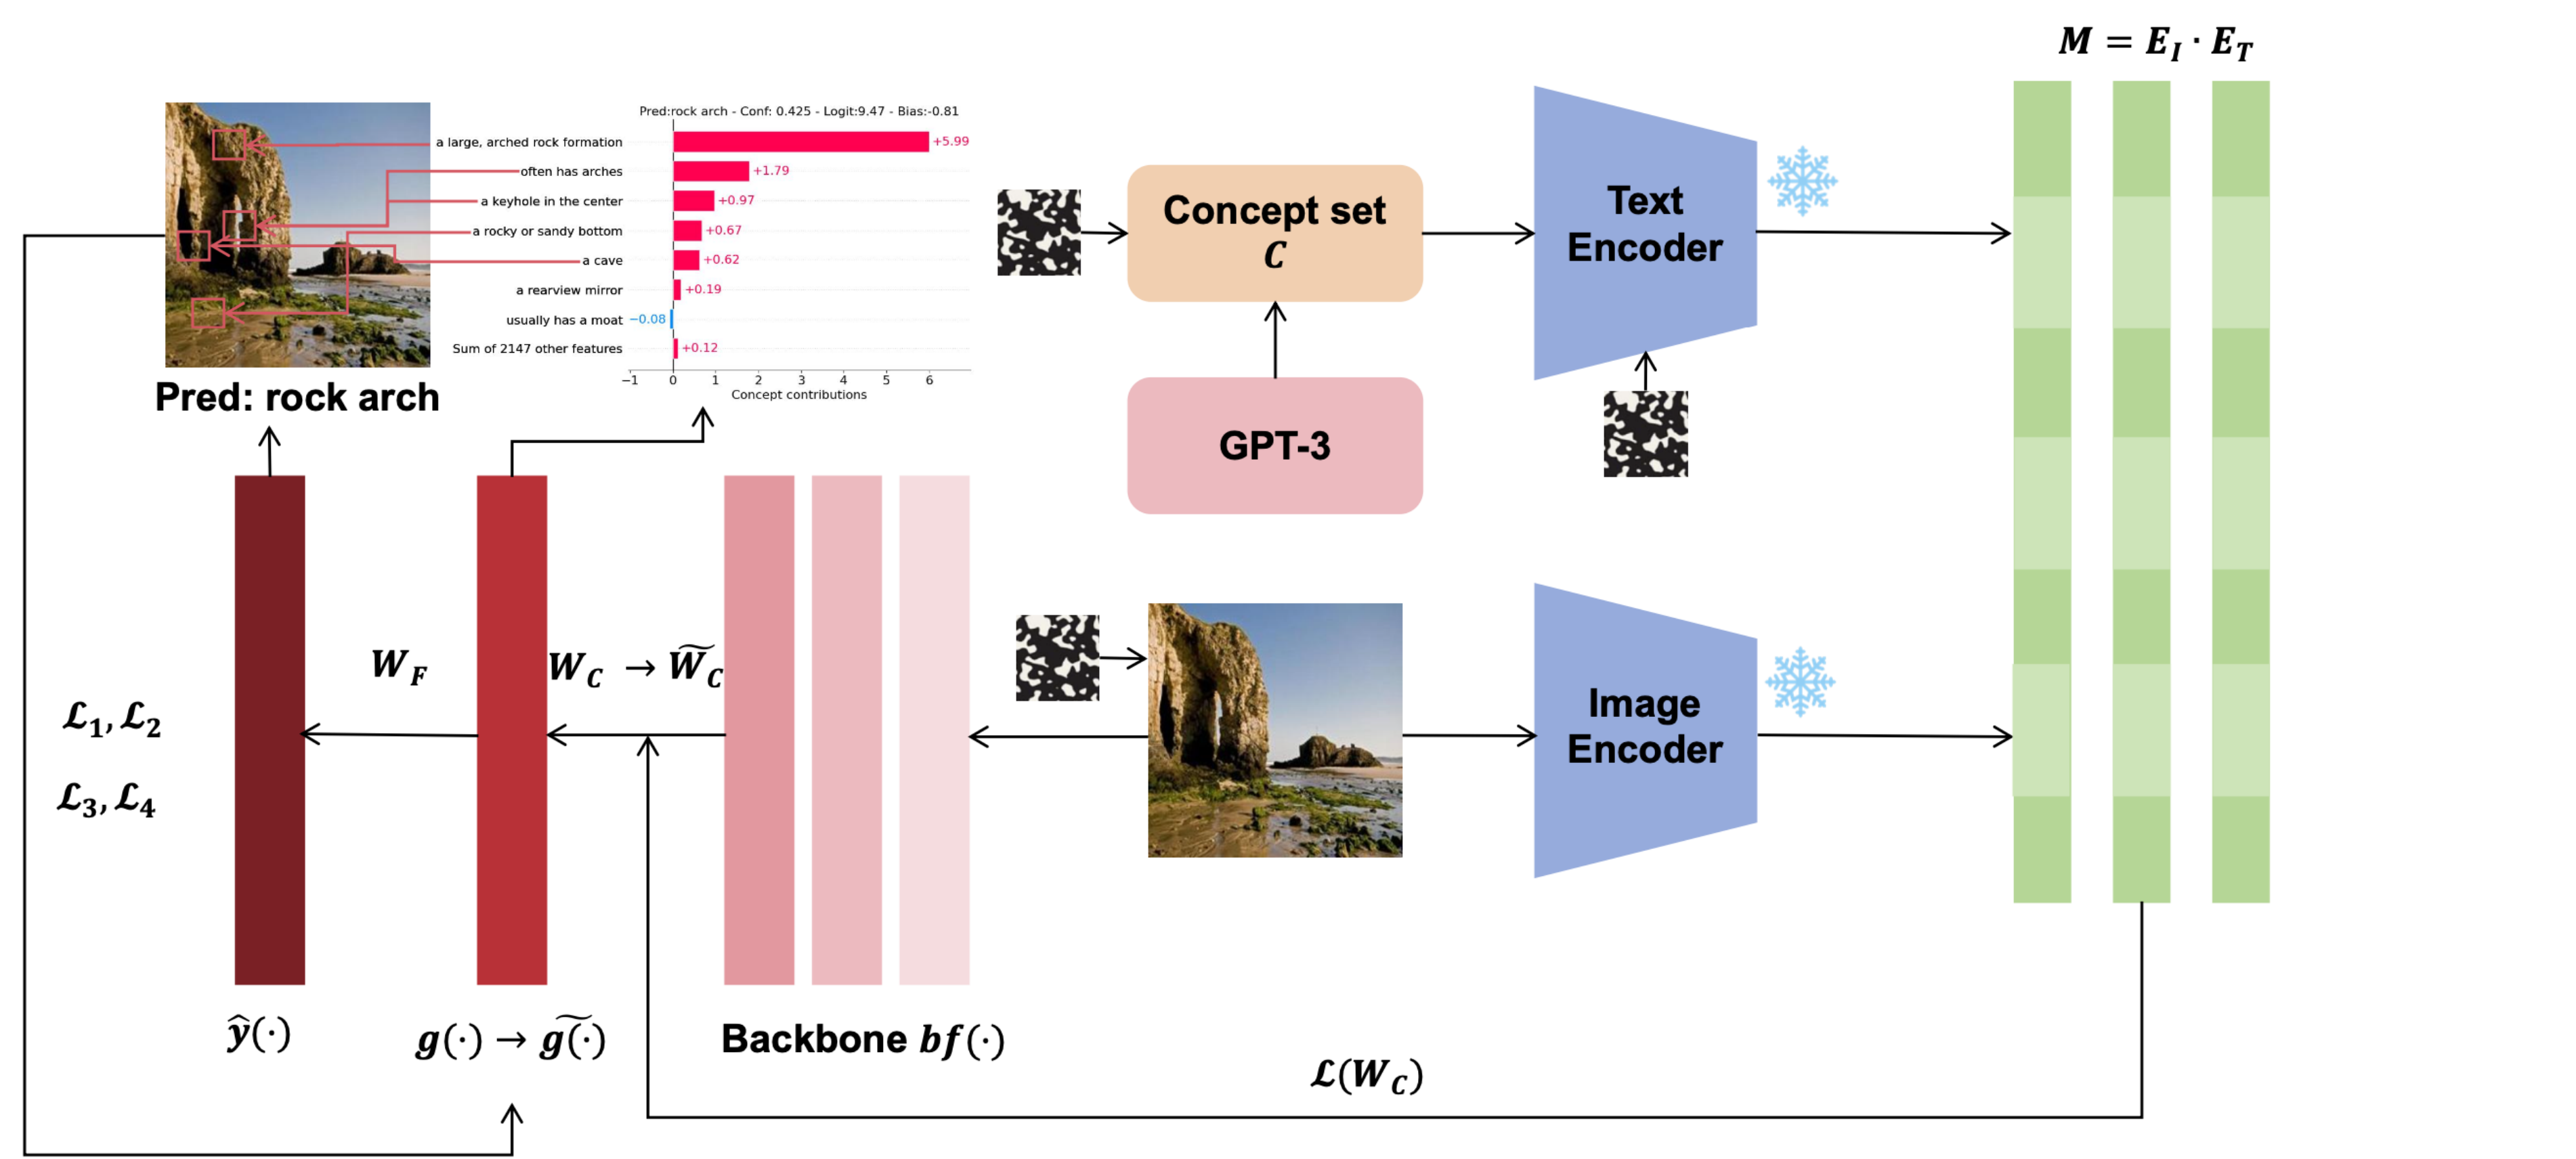 M = E_I · E_T
Pred:rock arch - Conf: 0.425 - Logit:9.47 - Bias:-0.81
a large, arched rock formation +5.99
often has arches +1.79
a keyhole in the center +0.97
a rocky or sandy bottom +0.67
a cave +0.62
a rearview mirror +0.19
usually has a moat −0.08
Sum of 2147 other features +0.12
−1 0 1 2 3 4 5 6
Concept contributions
Pred: rock arch
Concept set
C
Text
Encoder
GPT-3
W_F
W_C → W̃_C
ℒ_1, ℒ_2
ℒ_3, ℒ_4
Image
Encoder
ŷ(·)
g(·) → g̃(·)
Backbone bf(·)
ℒ(W_C)